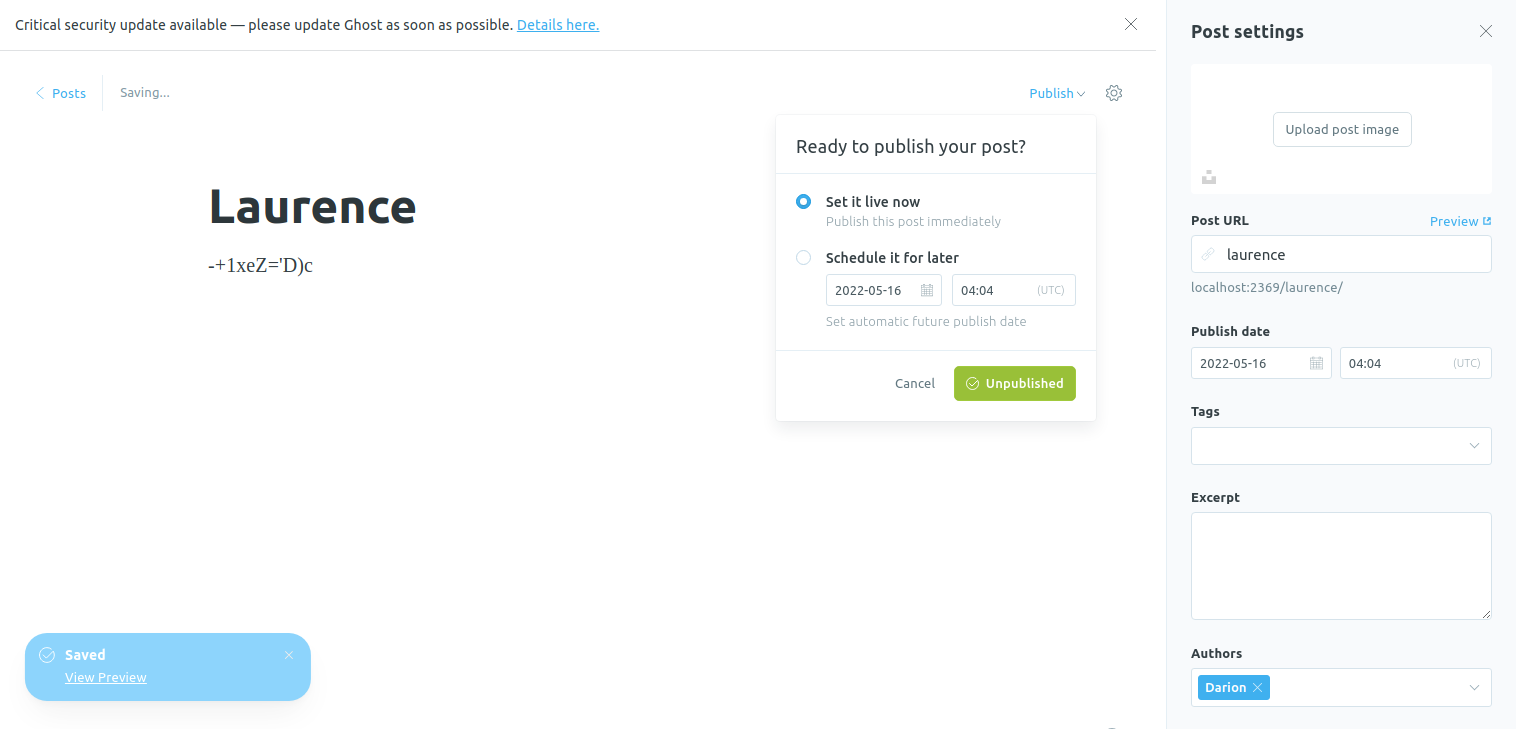 Critical security update available — please update Ghost as soon as possible. Details here.
Posts
Saving...
Publish
Laurence
-+1xeZ='D)c
Ready to publish your post?
Set it live now
Publish this post immediately
Schedule it for later
2022-05-16
04:04 (UTC)
Set automatic future publish date
Cancel
Unpublished
Saved
View Preview
Post settings
Upload post image
Post URL
Preview
laurence
localhost:2369/laurence/
Publish date
2022-05-16
04:04 (UTC)
Tags
Excerpt
Authors
Darion